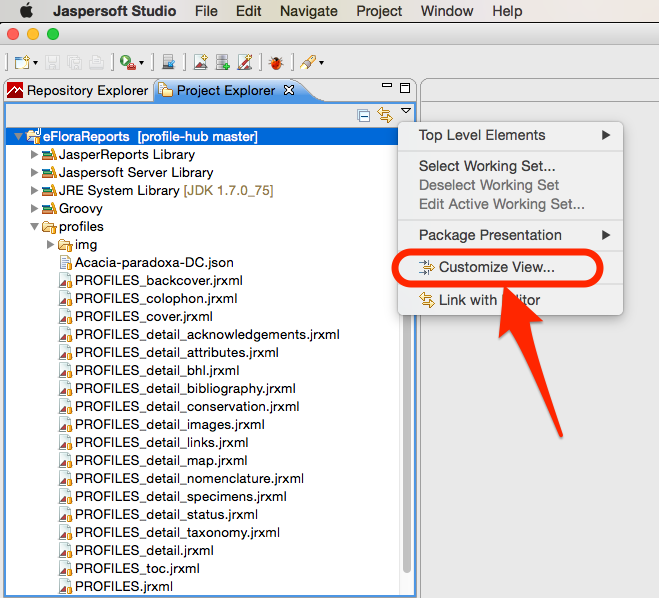 Jaspersoft Studio File Edit Navigate Project Window Help
Repository Explorer Project Explorer
eFloraReports [profile-hub master]
JasperReports Library
Jaspersoft Server Library
JRE System Library [JDK 1.7.0_75]
Groovy
profiles
img
Acacia-paradoxa-DC.json
PROFILES_backcover.jrxml
PROFILES_colophon.jrxml
PROFILES_cover.jrxml
PROFILES_detail_acknowledgements.jrxml
PROFILES_detail_attributes.jrxml
PROFILES_detail_bhl.jrxml
PROFILES_detail_bibliography.jrxml
PROFILES_detail_conservation.jrxml
PROFILES_detail_images.jrxml
PROFILES_detail_links.jrxml
PROFILES_detail_map.jrxml
PROFILES_detail_nomenclature.jrxml
PROFILES_detail_specimens.jrxml
PROFILES_detail_status.jrxml
PROFILES_detail_taxonomy.jrxml
PROFILES_detail.jrxml
PROFILES_toc.jrxml
PROFILES.jrxml
Top Level Elements
Select Working Set...
Deselect Working Set
Edit Active Working Set...
Package Presentation
Customize View...
Link with Editor